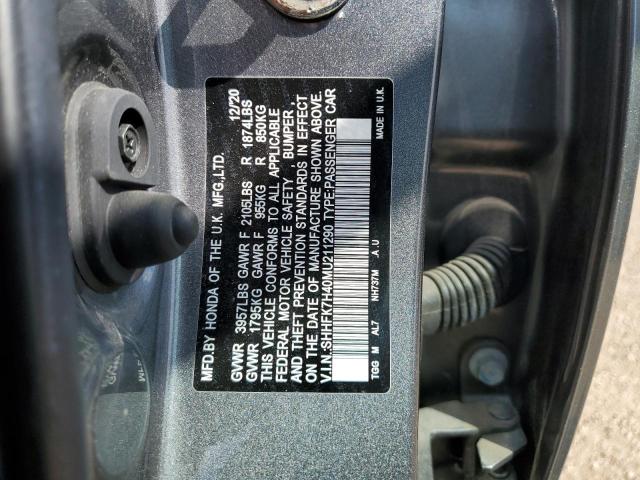 MFD.BY HONDA OF THE U.K. MFG.,LTD. 12/20
GVWR 3957LBS GAWR F 2105LBS R 1874LBS
GVWR 1795KG GAWR F 955KG R 850KG
THIS VEHICLE CONFORMS TO ALL APPLICABLE
FEDERAL MOTOR VEHICLE SAFETY , BUMPER ,
AND THEFT PREVENTION STANDARDS IN EFFECT
ON THE DATE OF MANUFACTURE SHOWN ABOVE.
V.I.N.:SHHFK7H40MU211290 TYPE:PASSENGER CAR
TGG M AL7 NH737M A.U MADE IN U.K.